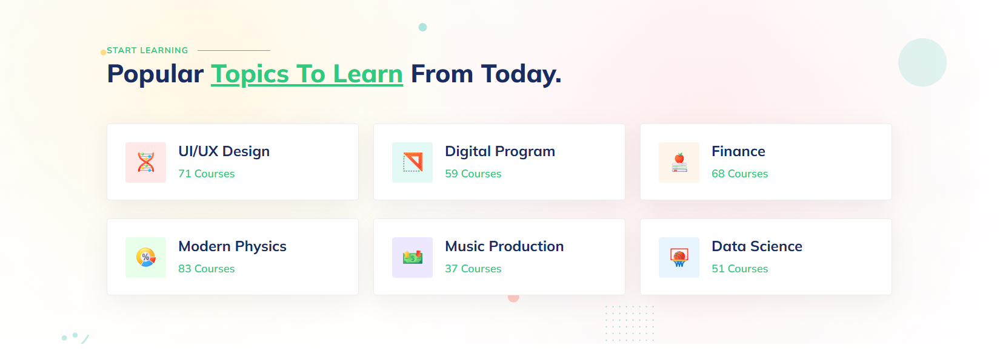 START LEARNING
Popular Topics To Learn From Today.
UI/UX Design
71 Courses
Digital Program
59 Courses
Finance
68 Courses
%
Modern Physics
83 Courses
$
Music Production
37 Courses
Data Science
51 Courses